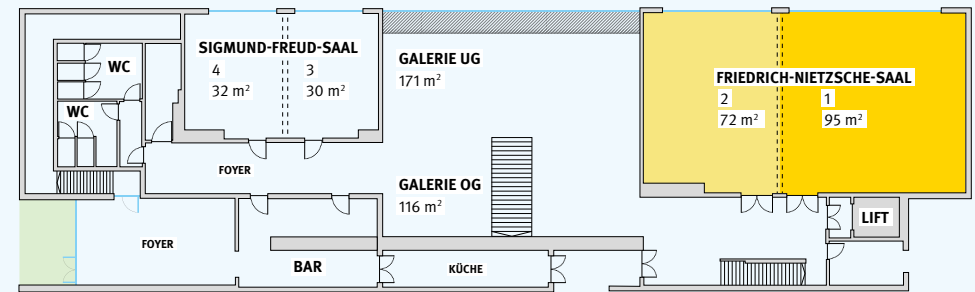 SIGMUND-FREUD-SAAL
4 3
32 m² 30 m²
WC
WC
GALERIE UG
171 m²
FRIEDRICH-NIETZSCHE-SAAL
2 1
72 m² 95 m²
FOYER
GALERIE OG
116 m²
LIFT
FOYER
BAR
KÜCHE